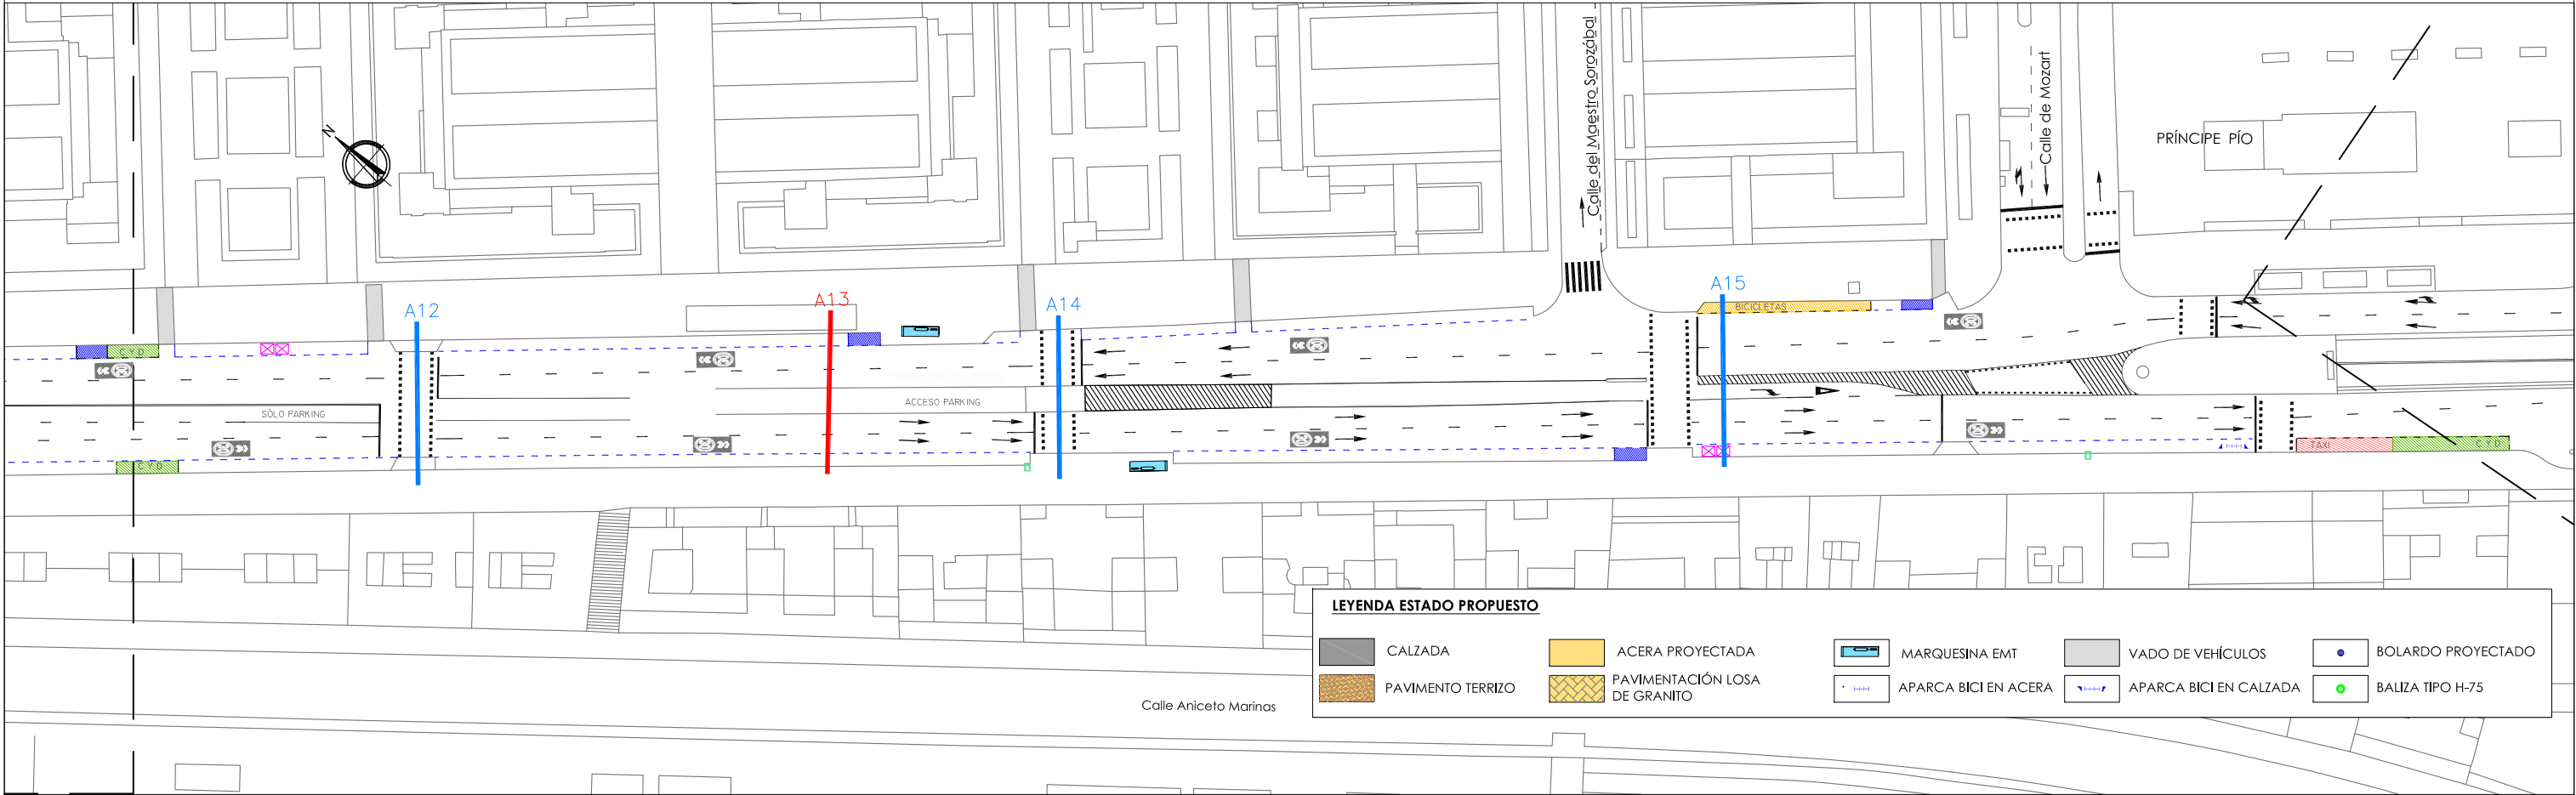 Calle del Maestro Sorozábal
Calle de Mozart
PRÍNCIPE PÍO
N
A12
A13
A14
A15
BICICLETAS
C Y D
SÓLO PARKING
ACCESO PARKING
C Y D
TAXI
C Y D
LEYENDA ESTADO PROPUESTO
CALZADA
ACERA PROYECTADA
MARQUESINA EMT
VADO DE VEHÍCULOS
BOLARDO PROYECTADO
PAVIMENTO TERRIZO
PAVIMENTACIÓN LOSA
DE GRANITO
APARCA BICI EN ACERA
APARCA BICI EN CALZADA
BALIZA TIPO H-75
Calle Aniceto Marinas